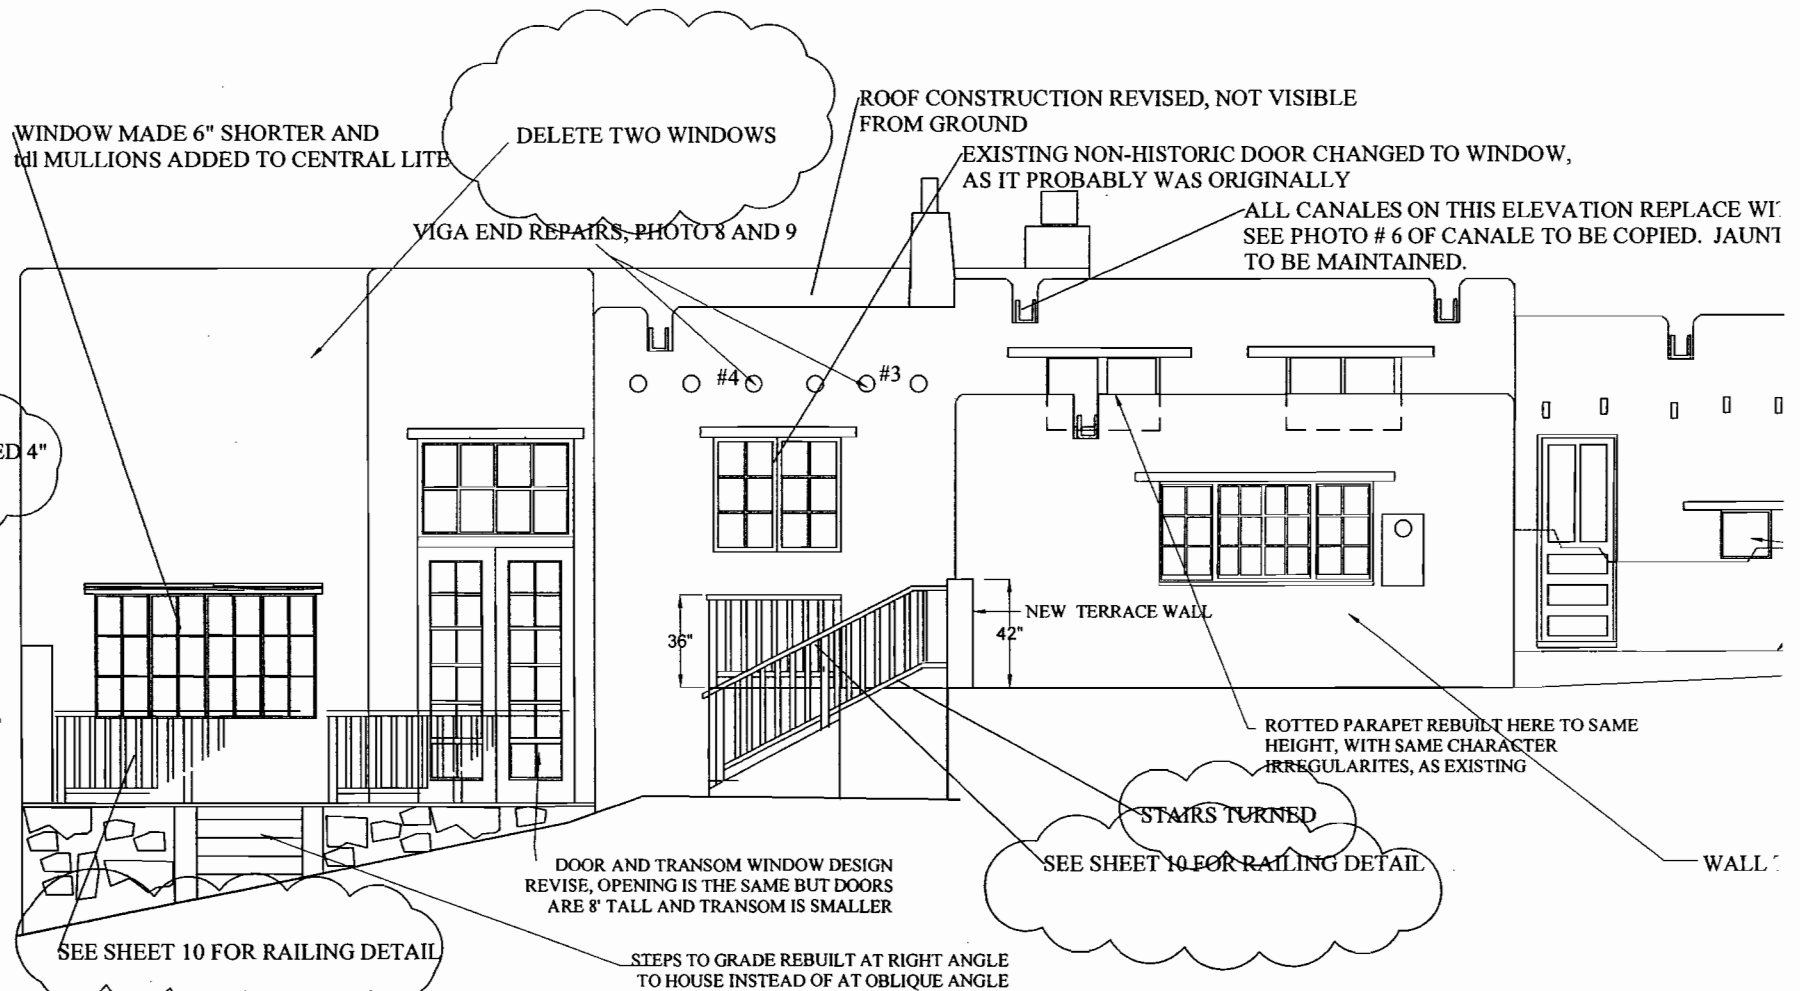 DELETE TWO WINDOWS
ROOF CONSTRUCTION REVISED, NOT VISIBLE
FROM GROUND
WINDOW MADE 6" SHORTER AND
tdl MULLIONS ADDED TO CENTRAL LITE
EXISTING NON-HISTORIC DOOR CHANGED TO WINDOW,
AS IT PROBABLY WAS ORIGINALLY
ALL CANALES ON THIS ELEVATION REPLACE
SEE PHOTO # 6 OF CANALE TO BE COPIED. JAUNT
TO BE MAINTAINED.
VIGA END REPAIRS, PHOTO 8 AND 9
#4
#3
ED 4"
36"
42"
NEW TERRACE WALL
ROTTED PARAPET REBUILT HERE TO SAME
HEIGHT, WITH SAME CHARACTER
IRREGULARITES, AS EXISTING
STAIRS TURNED
SEE SHEET 10 FOR RAILING DETAIL
WALL
DOOR AND TRANSOM WINDOW DESIGN
REVISE, OPENING IS THE SAME BUT DOORS
ARE 8' TALL AND TRANSOM IS SMALLER
SEE SHEET 10 FOR RAILING DETAIL
STEPS TO GRADE REBUILT AT RIGHT ANGLE
TO HOUSE INSTEAD OF AT OBLIQUE ANGLE